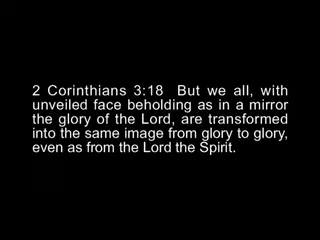 2 Corinthians 3:18  But we all, with
unveiled face beholding as in a mirror
the glory of the Lord, are transformed
into the same image from glory to glory,
even as from the Lord the Spirit.